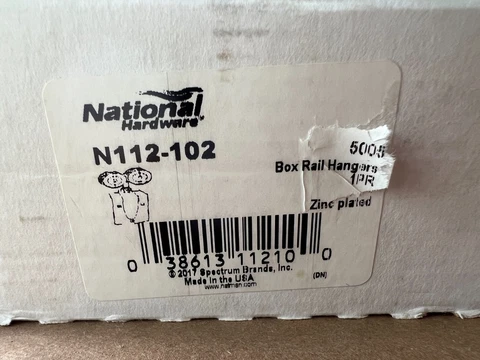 National
Hardware
N112-102
5005
Box Rail Hangers
1PR
Zinc plated
0 38613 11210 0
© 2017 Spectrum Brands, Inc.
Made in the USA
www.natman.com
(DN)